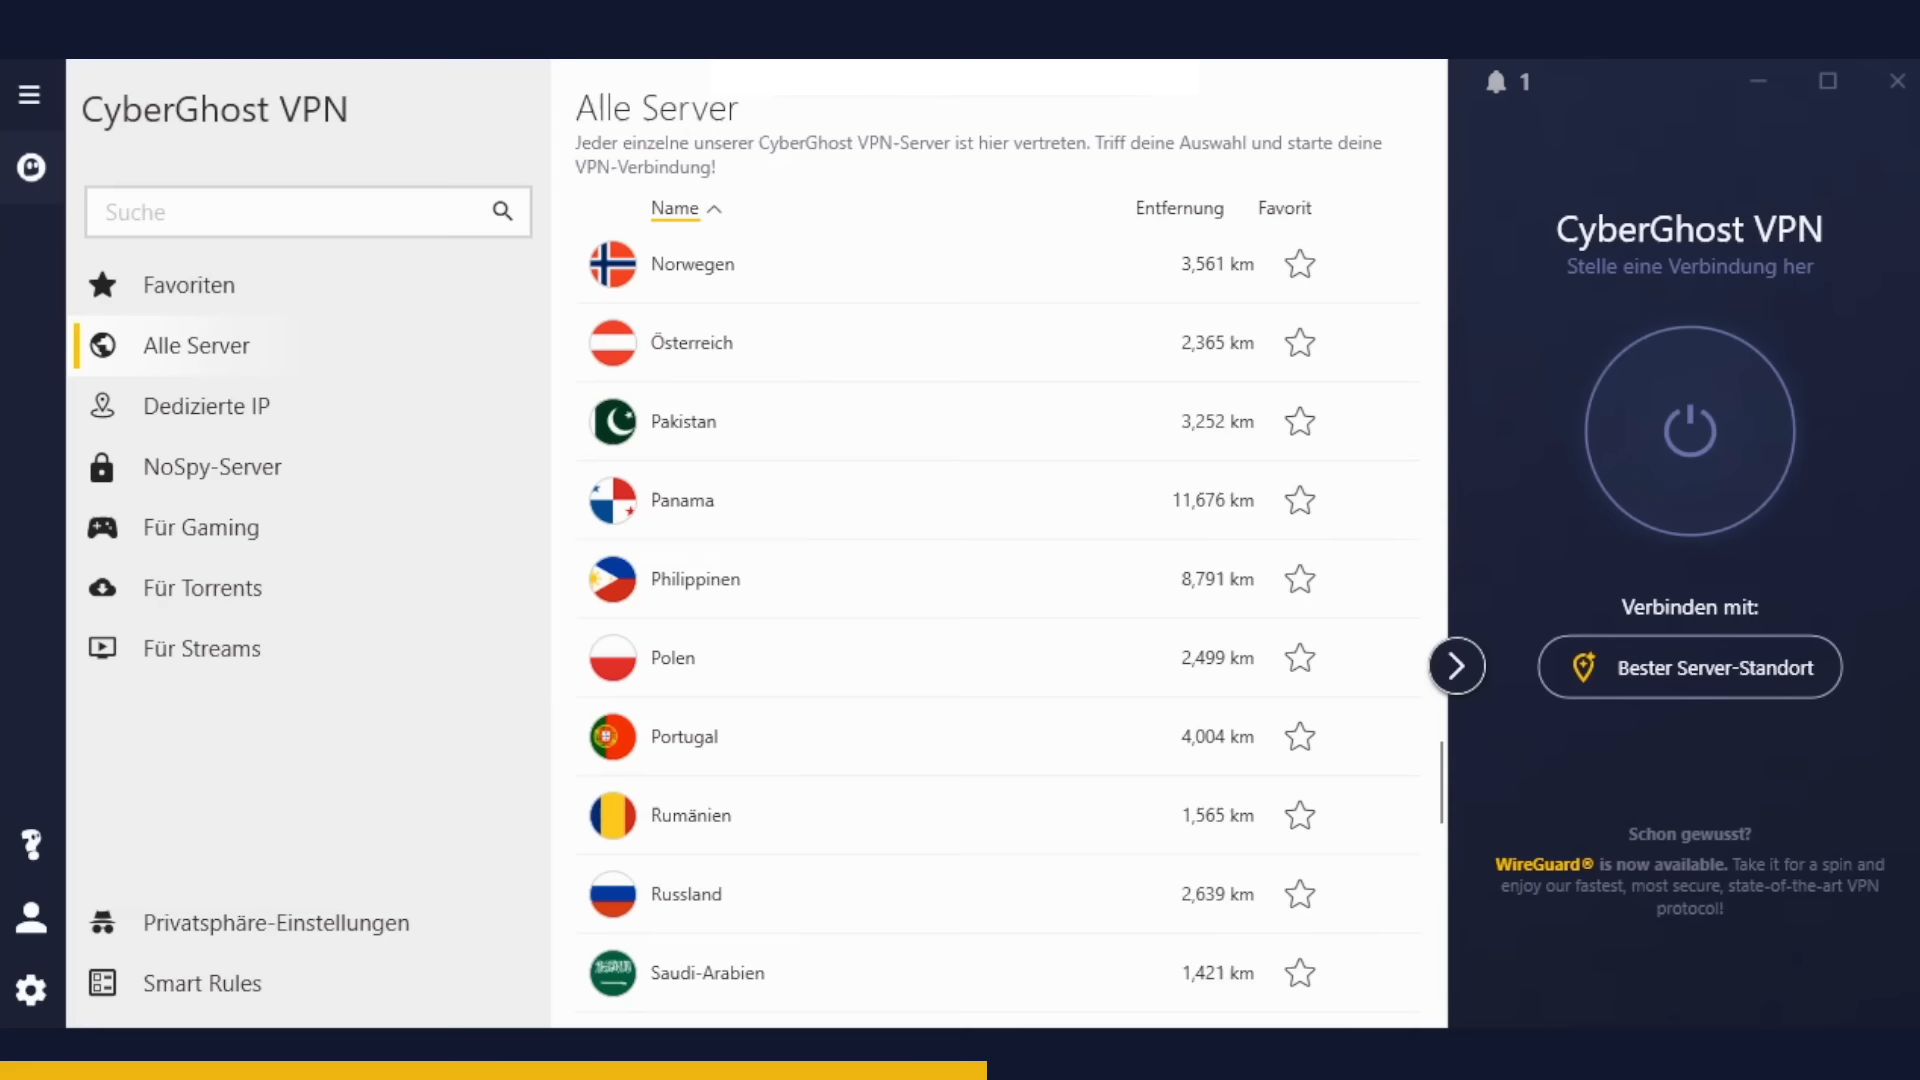 CyberGhost VPN
Suche
Favoriten
Alle Server
Dedizierte IP
NoSpy-Server
Für Gaming
Für Torrents
Für Streams
Privatsphäre-Einstellungen
Smart Rules
Alle Server
Jeder einzelne unserer CyberGhost VPN-Server ist hier vertreten. Triff deine Auswahl und starte deine
VPN-Verbindung!
Name Entfernung Favorit
Norwegen 3,561 km
Österreich 2,365 km
Pakistan 3,252 km
Panama 11,676 km
Philippinen 8,791 km
Polen 2,499 km
Portugal 4,004 km
Rumänien 1,565 km
Russland 2,639 km
Saudi-Arabien 1,421 km
1
CyberGhost VPN
Stelle eine Verbindung her
Verbinden mit:
Bester Server-Standort
Schon gewusst?
WireGuard® is now available. Take it for a spin and
enjoy our fastest, most secure, state-of-the-art VPN
protocol!